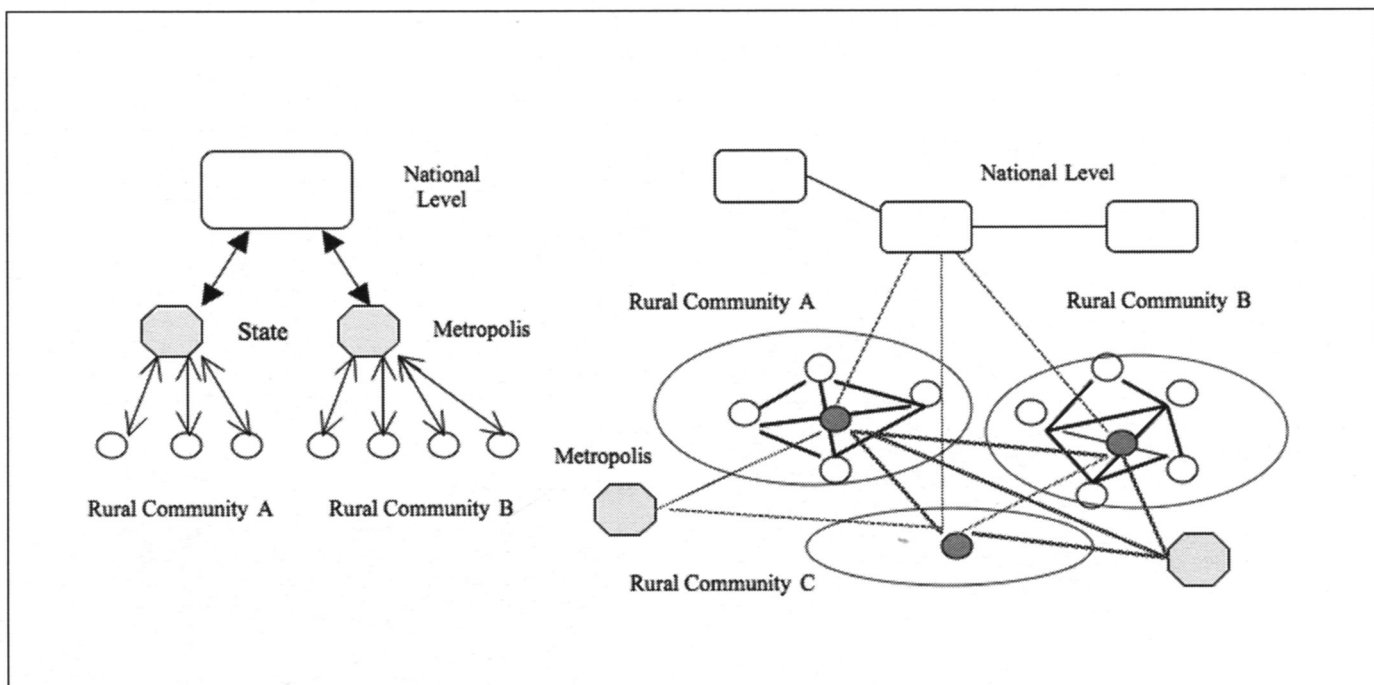 National
Level
State
Metropolis
Rural Community A
Rural Community B
National Level
Rural Community A
Rural Community B
Metropolis
Rural Community C